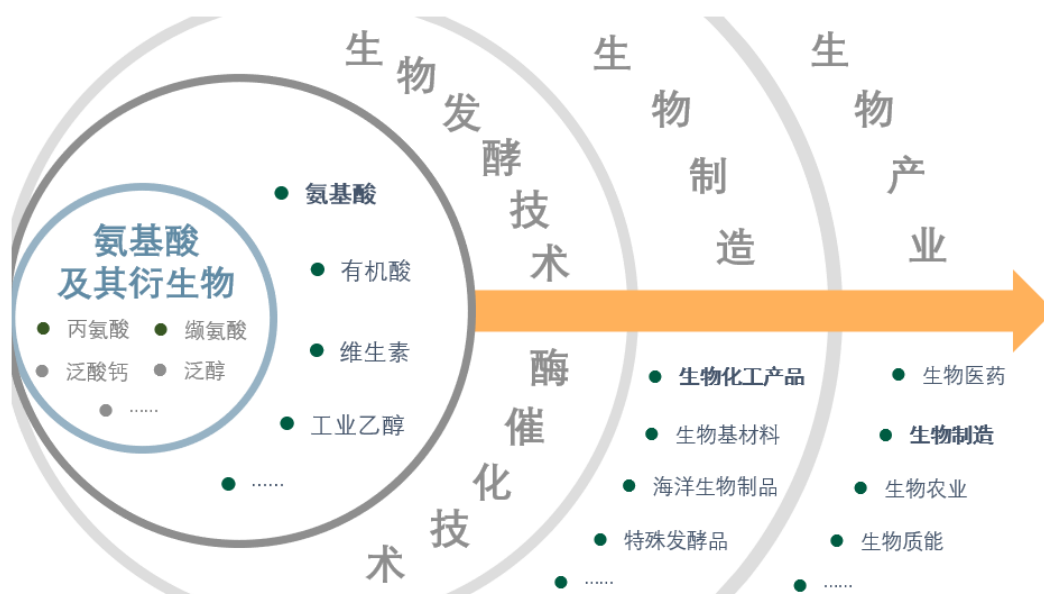 氨基酸
及其衍生物
丙氨酸
缬氨酸
泛酸钙
泛醇
……
氨基酸
有机酸
维生素
工业乙醇
……
生物发酵技术
酶催化技术
生物制造
生物化工产品
生物基材料
海洋生物制品
特殊发酵品
……
生物产业
生物医药
生物制造
生物农业
生物质能
……